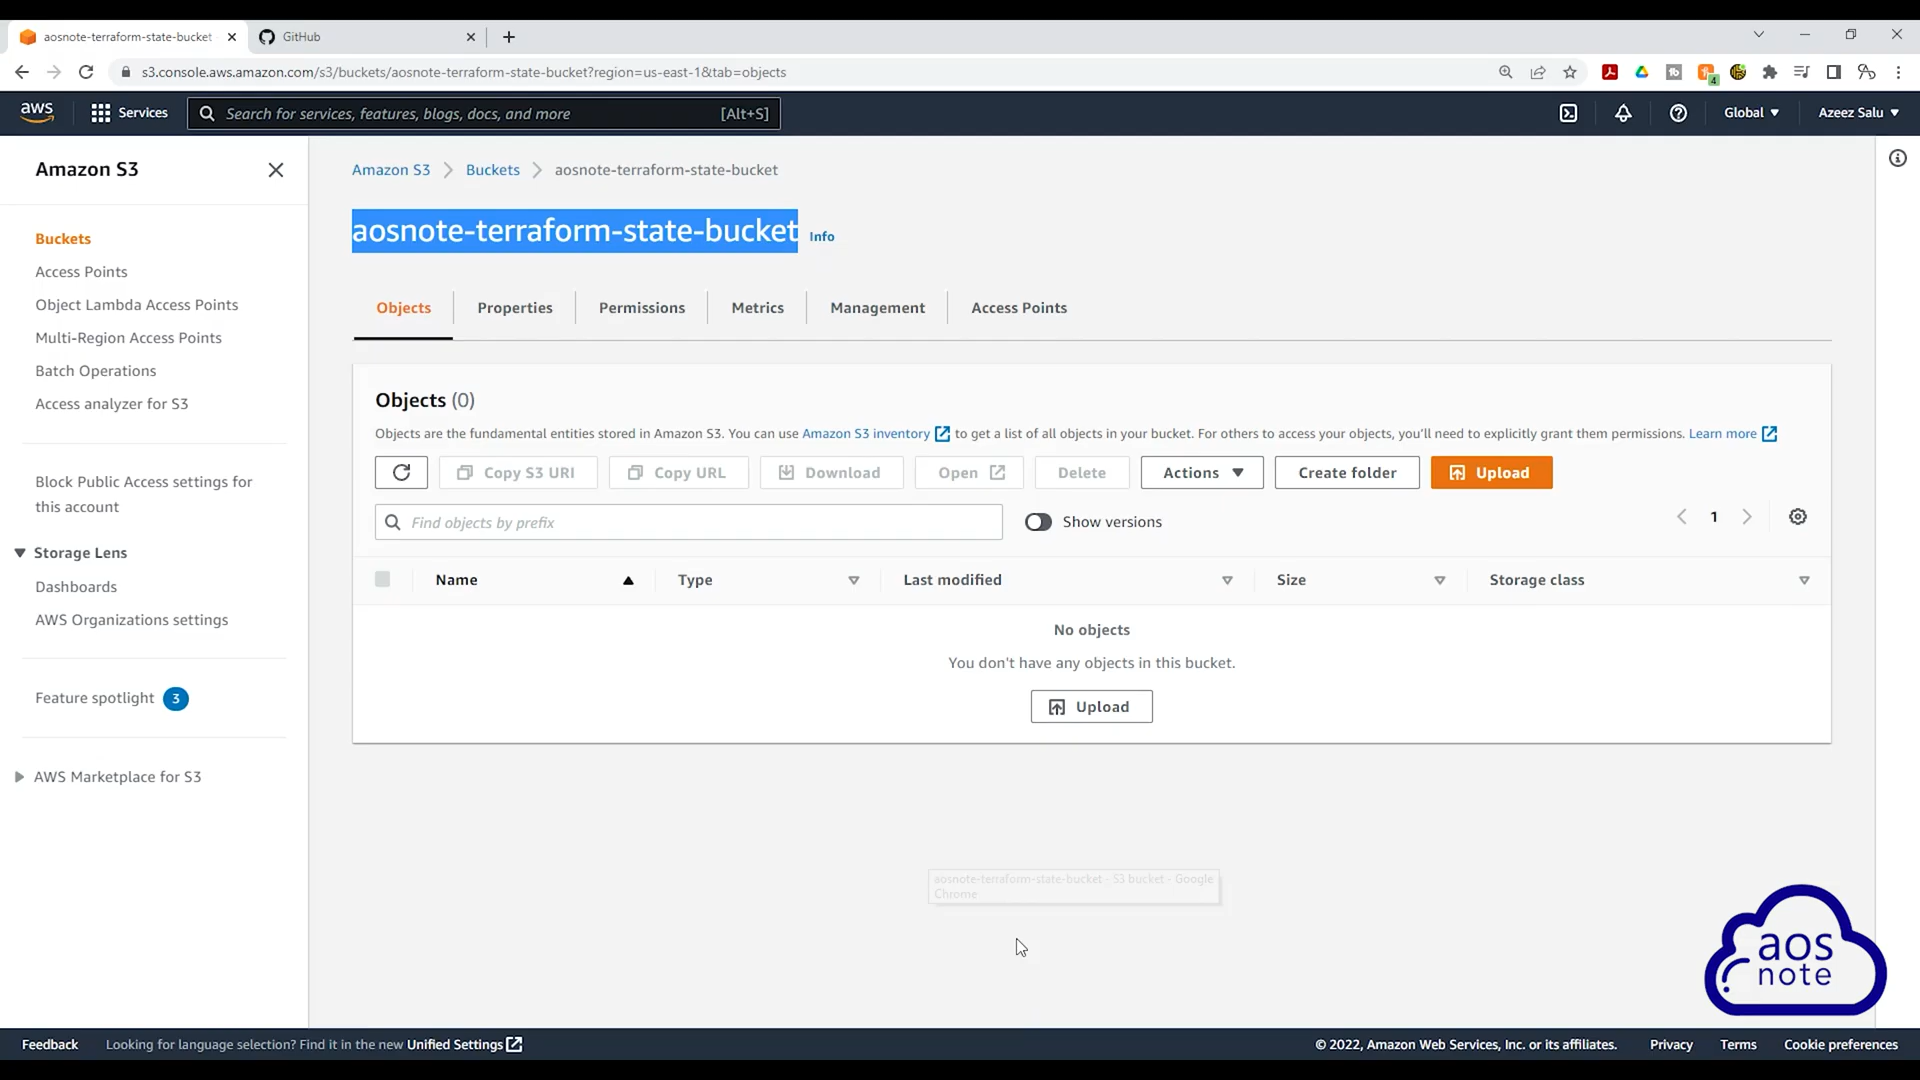 aosnote-terraform-state-bucket
GitHub
s3.console.aws.amazon.com/s3/buckets/aosnote-terraform-state-bucket?region=us-east-1&tab=objects
4
aws
Services
Search for services, features, blogs, docs, and more
[Alt+S]
Global
Azeez Salu
Amazon S3
Buckets
Access Points
Object Lambda Access Points
Multi-Region Access Points
Batch Operations
Access analyzer for S3
Block Public Access settings for
this account
Storage Lens
Dashboards
AWS Organizations settings
Feature spotlight 3
AWS Marketplace for S3
Amazon S3 Buckets aosnote-terraform-state-bucket
aosnote-terraform-state-bucket Info
Objects Properties Permissions Metrics Management Access Points
Objects (0)
Objects are the fundamental entities stored in Amazon S3. You can use Amazon S3 inventory to get a list of all objects in your bucket. For others to access your objects, you'll need to explicitly grant them permissions. Learn more
Copy S3 URI Copy URL Download Open Delete Actions Create folder Upload
Find objects by prefix
Show versions
1
Name Type Last modified Size Storage class
No objects
You don't have any objects in this bucket.
Upload
aosnote-terraform-state-bucket - S3 bucket - Google
Chrome
aos
note
Feedback Looking for language selection? Find it in the new Unified Settings
© 2022, Amazon Web Services, Inc. or its affiliates. Privacy Terms Cookie preferences